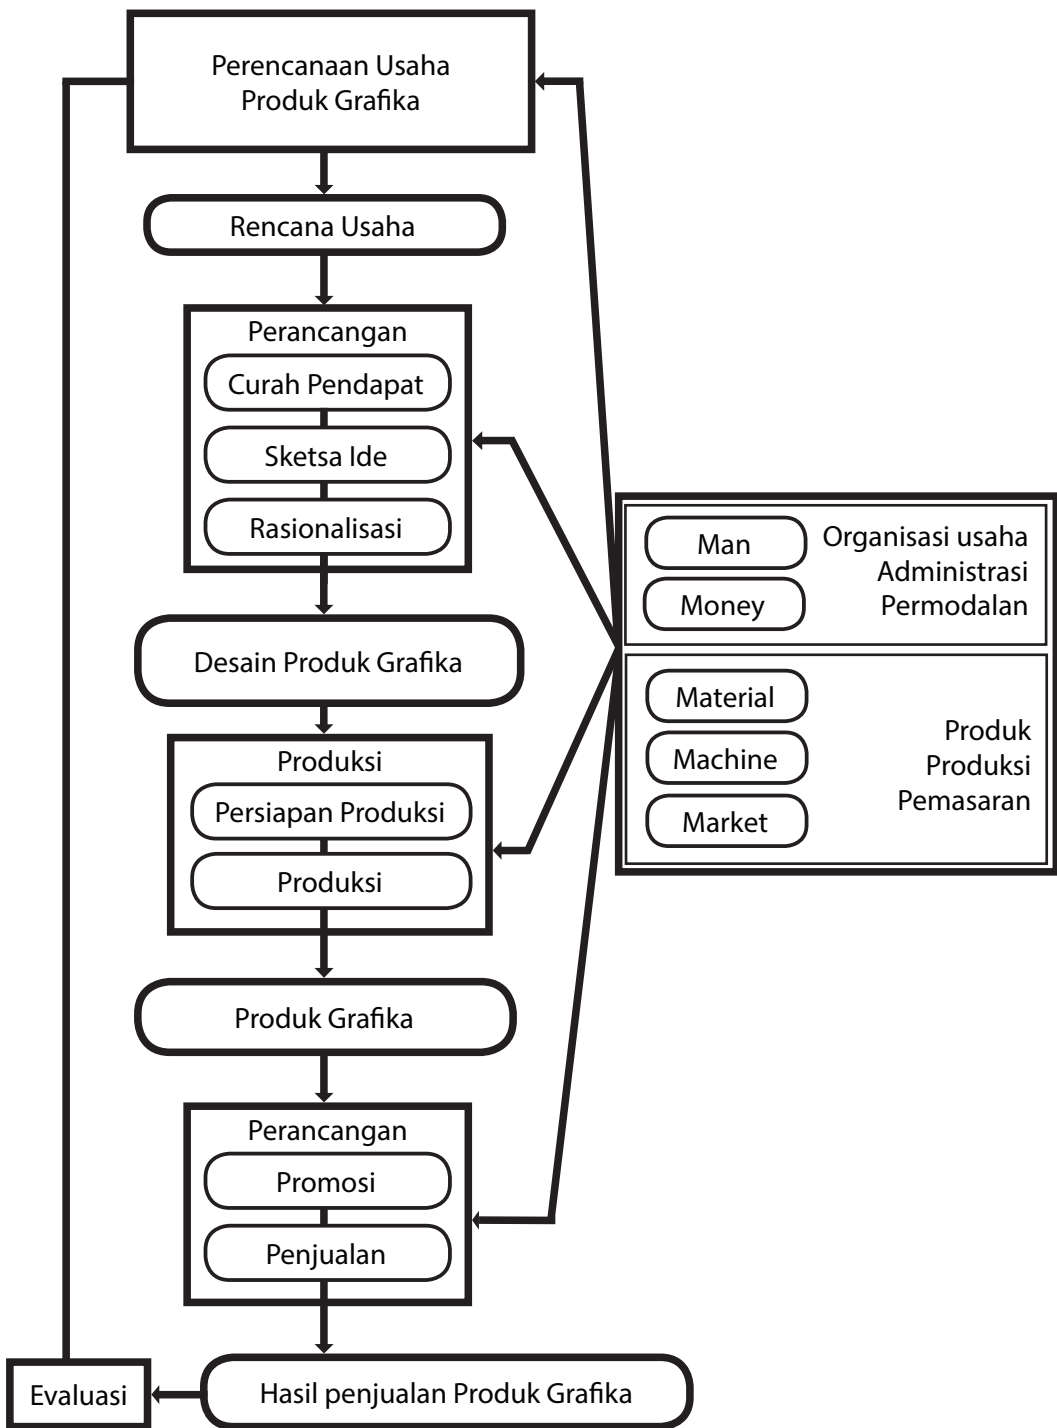 Perencanaan Usaha
Produk Grafika
Rencana Usaha
Perancangan
Curah Pendapat
Sketsa Ide
Rasionalisasi
Desain Produk Grafika
Produksi
Persiapan Produksi
Produksi
Produk Grafika
Perancangan
Promosi
Penjualan
Hasil penjualan Produk Grafika
Evaluasi
Man
Money
Organisasi usaha
Administrasi
Permodalan
Material
Machine
Market
Produk
Produksi
Pemasaran